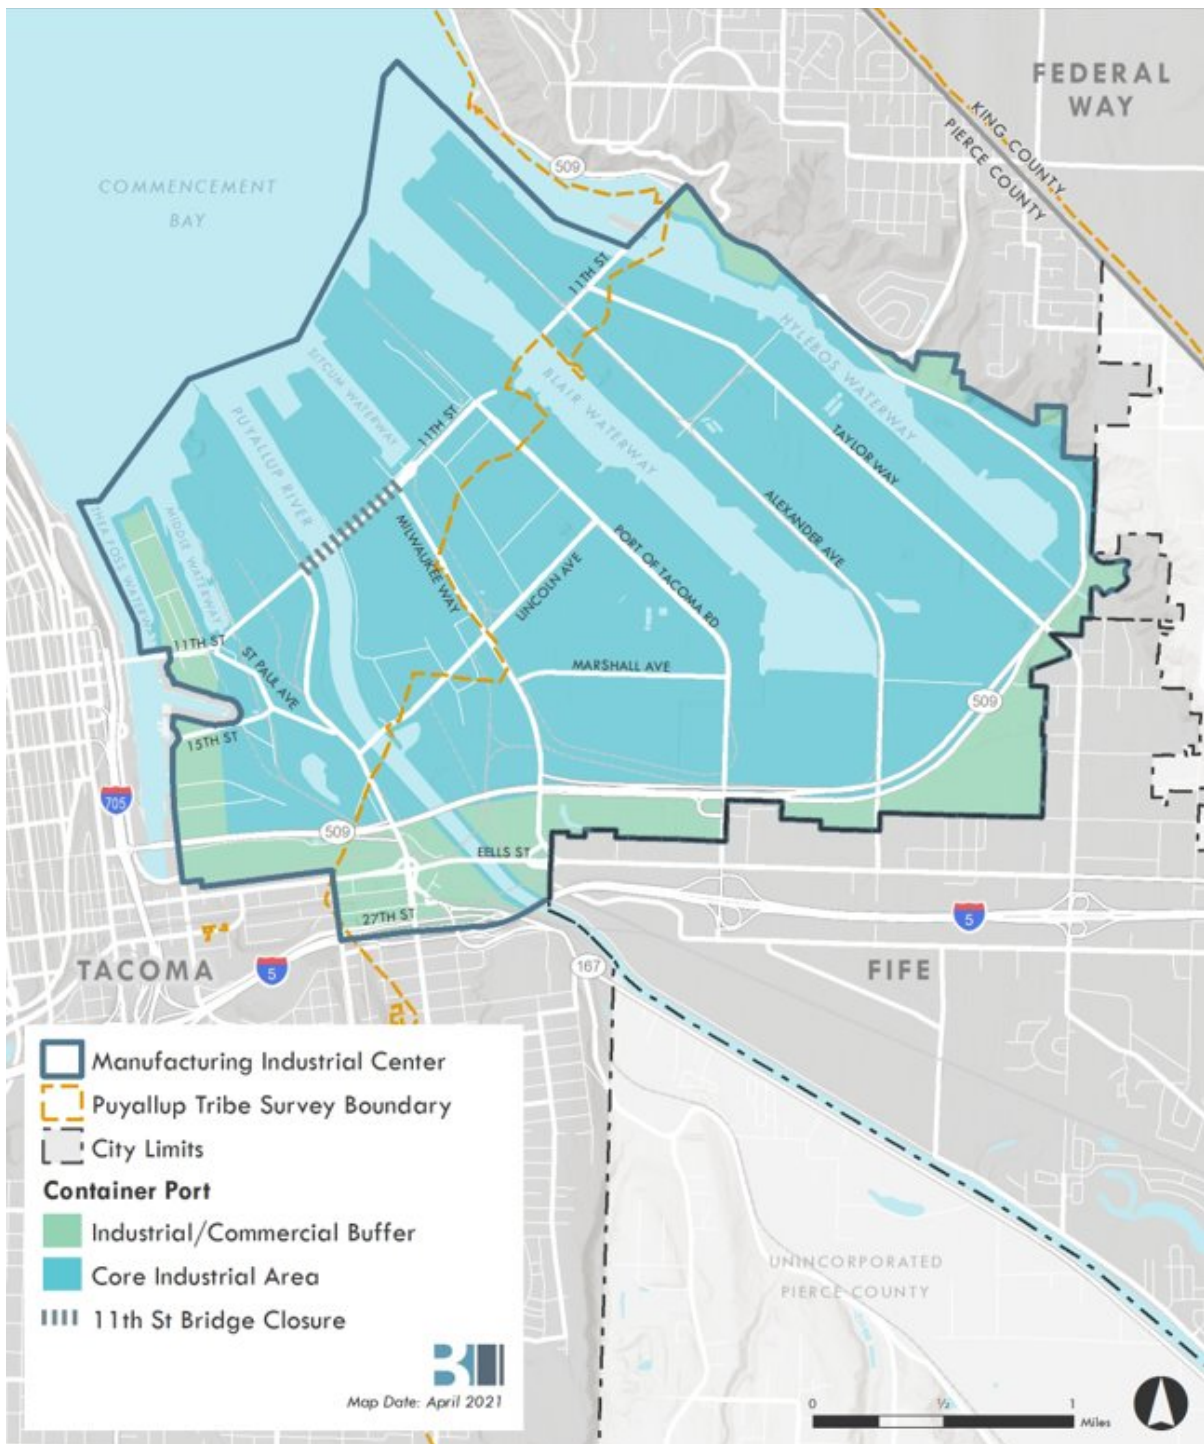 FEDERAL
WAY
KING COUNTY
PIERCE COUNTY
509
COMMENCEMENT
BAY
11TH ST
HYLEBOS WATERWAY
SITCUM WATERWAY
BLAIR WATERWAY
PUYALLUP RIVER
11TH ST
TAYLOR WAY
ALEXANDER AVE
THEA FOSS WATERWAY
MIDDLE WATERWAY
MILWAUKEE WAY
LINCOLN AVE
PORT OF TACOMA RD
11TH ST
ST PAUL AVE
MARSHALL AVE
509
15TH ST
705
509
EELLS ST
27TH ST
5
TACOMA
5
167
FIFE
Manufacturing Industrial Center
Puyallup Tribe Survey Boundary
City Limits
Container Port
Industrial/Commercial Buffer
Core Industrial Area
11th St Bridge Closure
Map Date: April 2021
UNINCORPORATED
PIERCE COUNTY
0 ½ 1
Miles